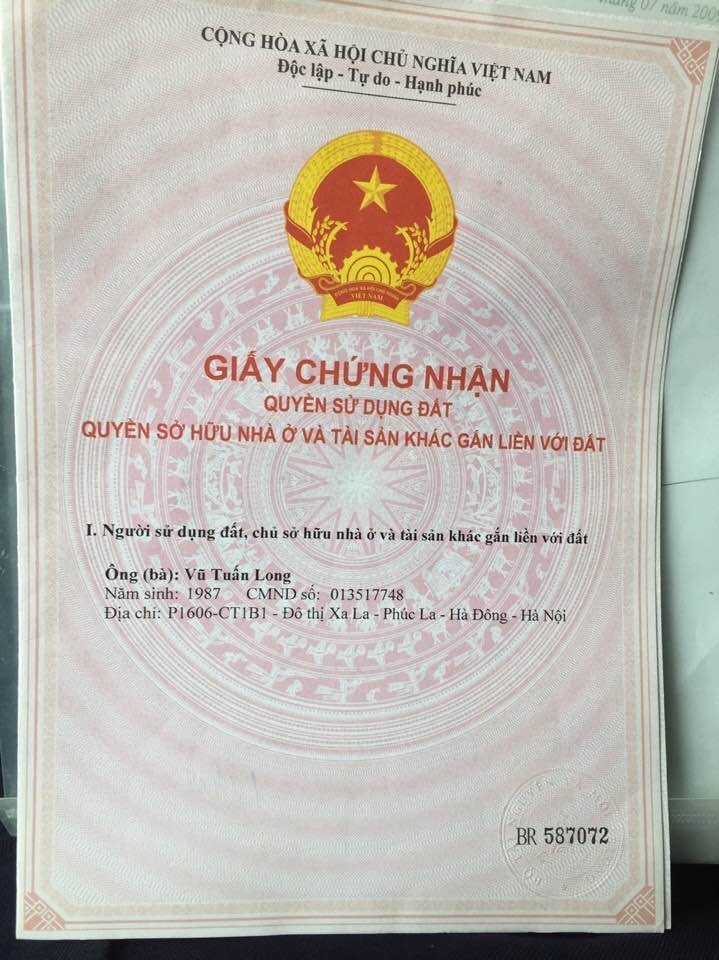 tháng 07 năm 200
CỘNG HÒA XÃ HỘI CHỦ NGHĨA VIỆT NAM
Độc lập - Tự do - Hạnh phúc
CỘNG HÒA XÃ HỘI CHỦ NGHĨA
VIỆT NAM
GIẤY CHỨNG NHẬN
QUYỀN SỬ DỤNG ĐẤT
QUYỀN SỞ HỮU NHÀ Ở VÀ TÀI SẢN KHÁC GẮN LIỀN VỚI ĐẤT
I. Người sử dụng đất, chủ sở hữu nhà ở và tài sản khác gắn liền với đất
Ông (bà): Vũ Tuấn Long
Năm sinh: 1987 CMND số: 013517748
Địa chỉ: P1606-CT1B1 - Đô thị Xa La - Phúc La - Hà Đông - Hà Nội
BR 587072